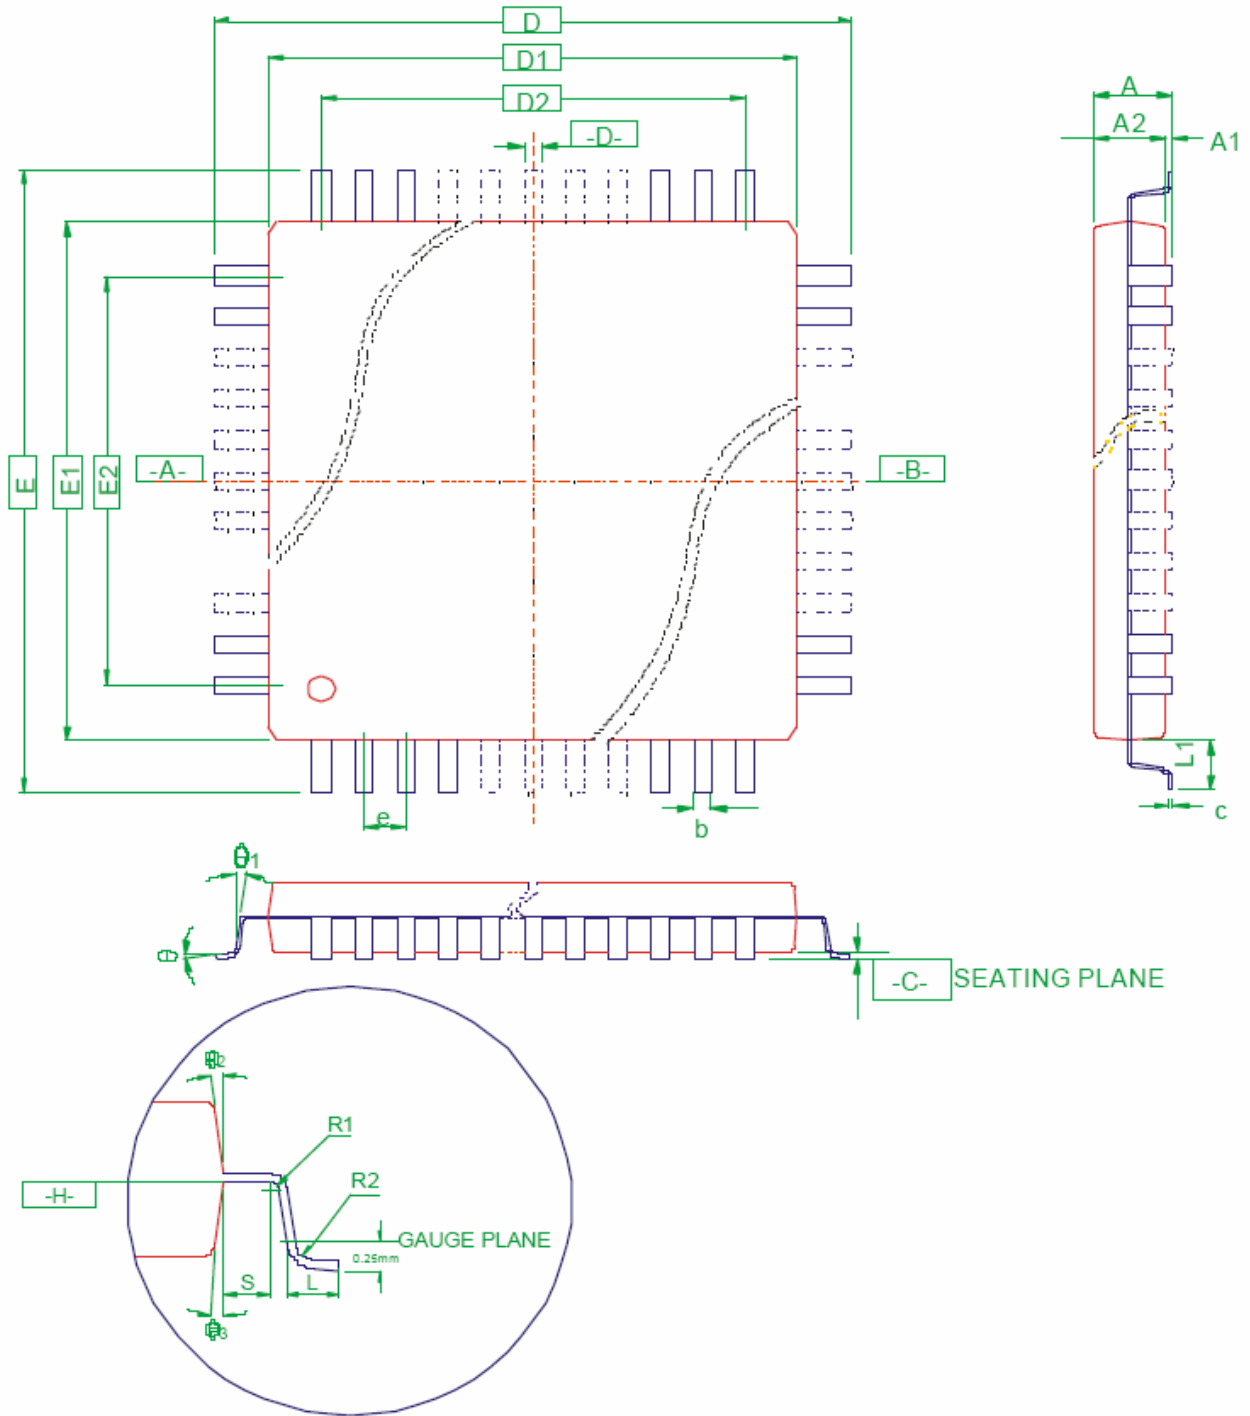 D
D1
D2
-D-
A
A2
A1
E
E1
E2
-A-
-B-
L1
c
e
b
θ1
θ
-C-
SEATING PLANE
θ2
R1
R2
-H-
GAUGE PLANE
0.25mm
S
L
θ3